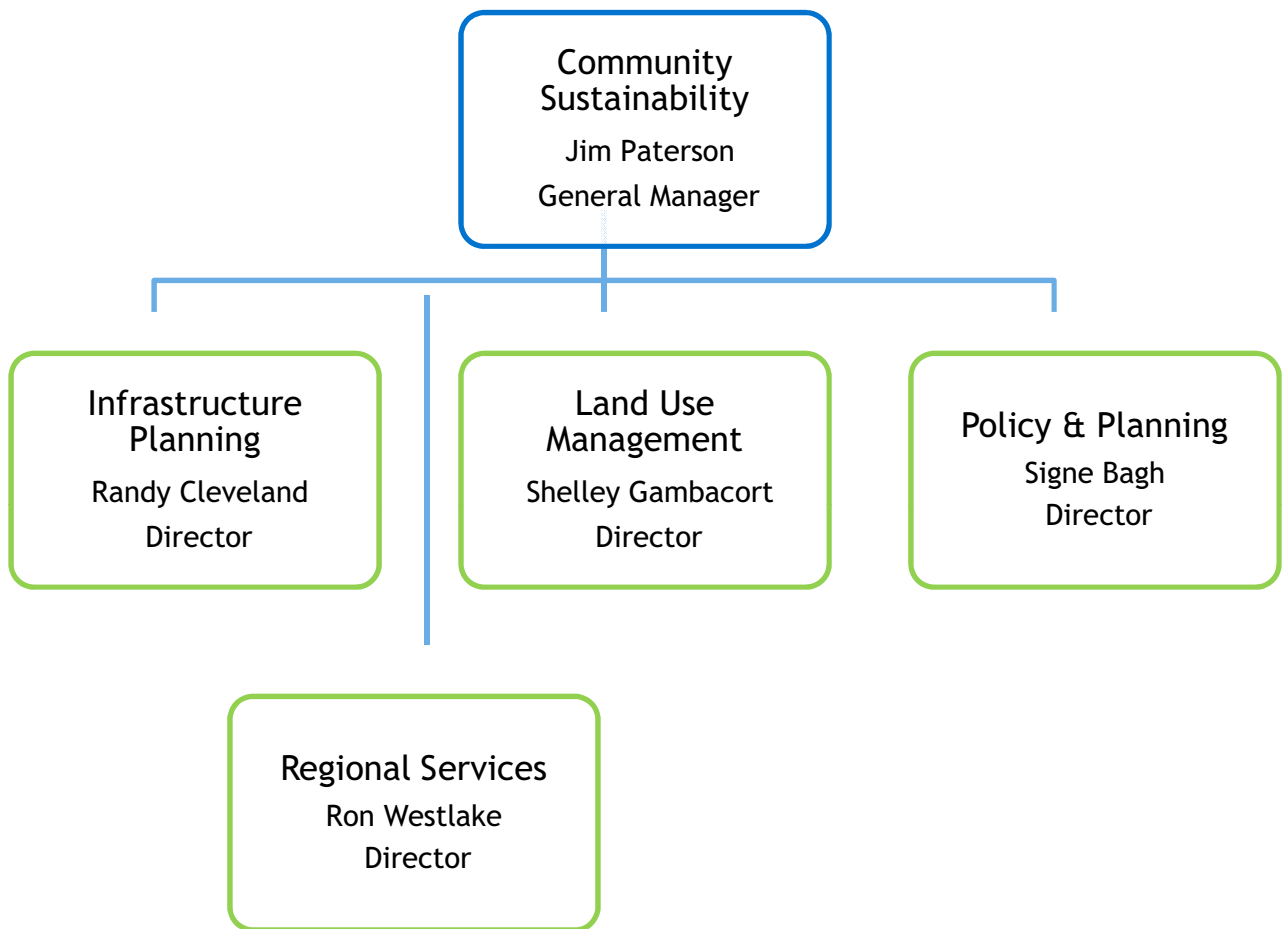 Community
Sustainability
Jim Paterson
General Manager
Infrastructure
Planning
Randy Cleveland
Director
Land Use
Management
Shelley Gambacort
Director
Policy & Planning
Signe Bagh
Director
Regional Services
Ron Westlake
Director